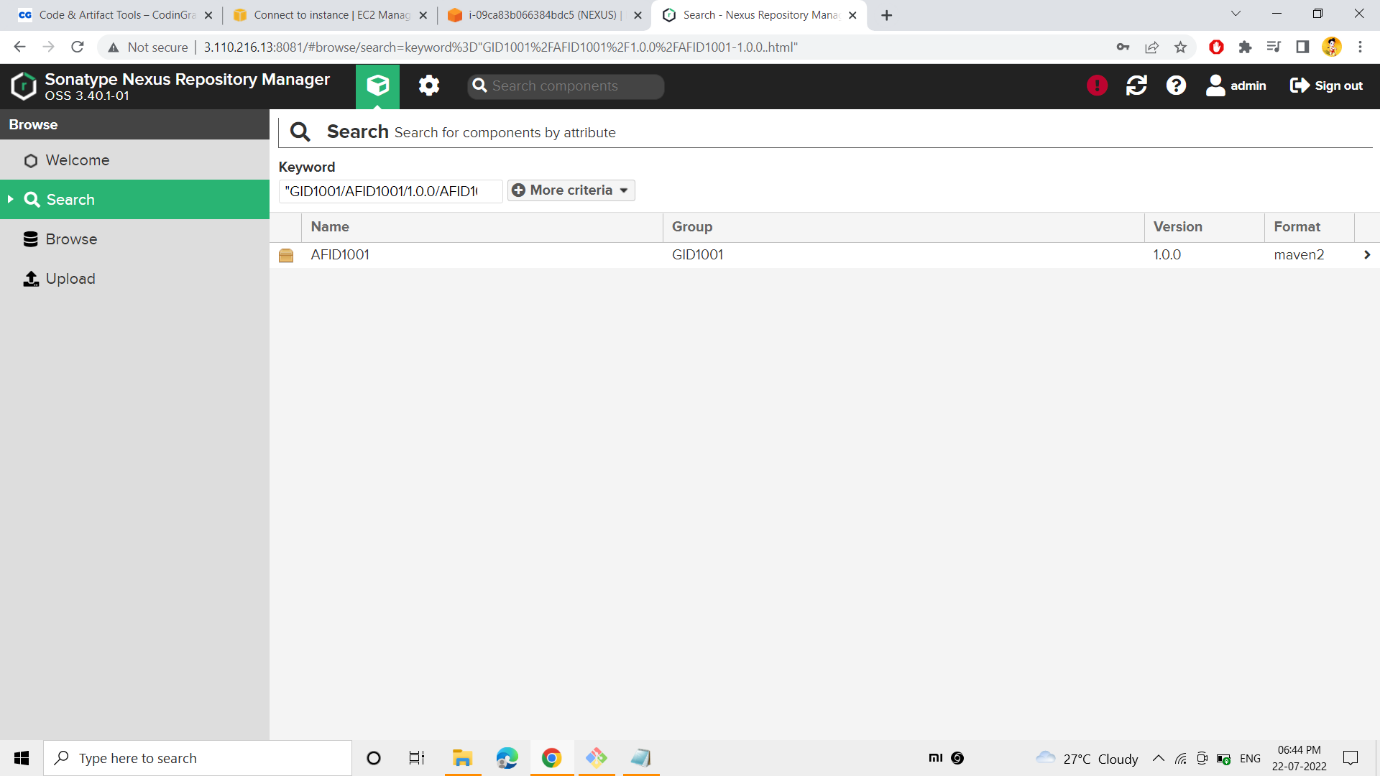 CG Code & Artifact Tools – CodinGra
Connect to instance | EC2 Manag
i-09ca83b066384bdc5 (NEXUS) |
Search - Nexus Repository Mana
Not secure | 3.110.216.13:8081/#browse/search=keyword%3D"GID1001%2FAFID1001%2F1.0.0%2FAFID1001-1.0.0..html"
Sonatype Nexus Repository Manager
OSS 3.40.1-01
Search components
admin
Sign out
Browse
Welcome
Search
Browse
Upload
Search Search for components by attribute
Keyword
"GID1001/AFID1001/1.0.0/AFID1(
More criteria
Name Group Version Format
AFID1001 GID1001 1.0.0 maven2
Type here to search
27°C Cloudy
ENG
06:44 PM
22-07-2022